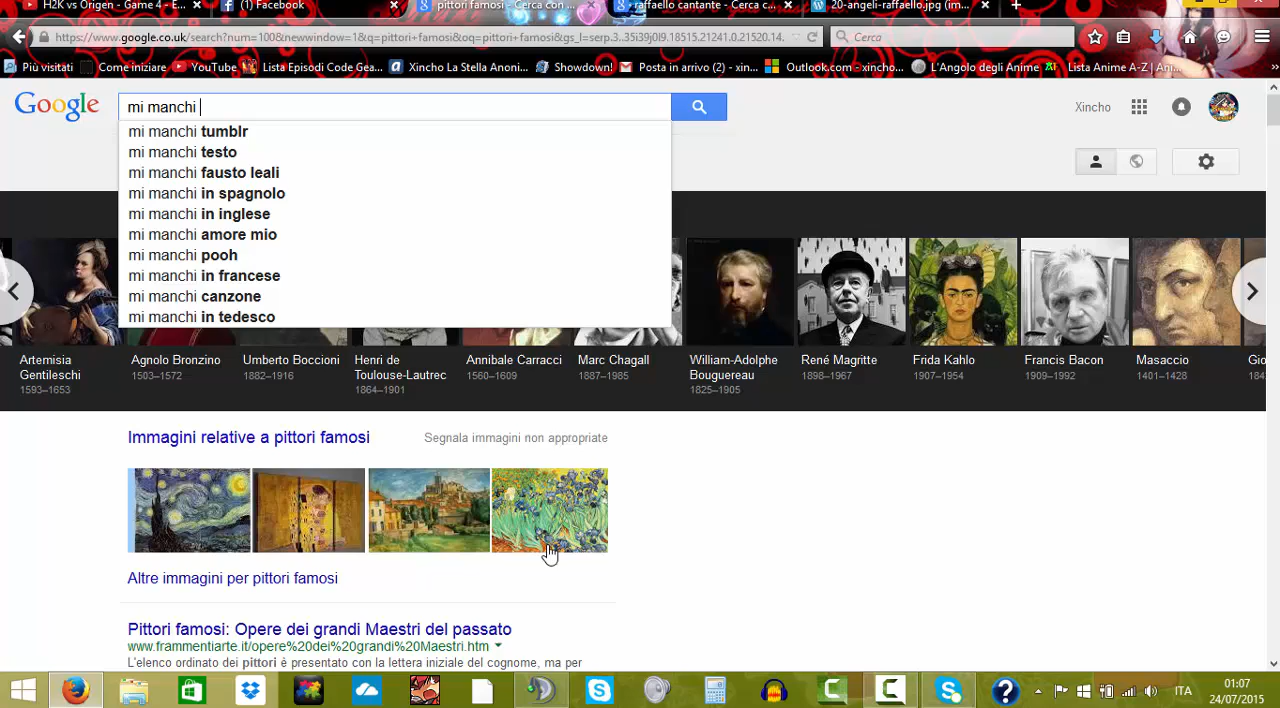 H2K vs Origen - Game 4 - E...
(1) Facebook
pittori famosi - Cerca con ...
raffaello cantante - Cerca c...
20-angeli-raffaello.jpg (im...
https://www.google.co.uk/search?num=100&newwindow=1&q=pittori+famosi&oq=pittori+famosi&gs_l=serp.3..35i39j0l9.18515.21241.0.21520.14.
Cerca
Più visitati
Come iniziare
YouTube
Lista Episodi Code Gea...
Xincho La Stella Anoni...
Showdown!
Posta in arrivo (2) - xin...
Outlook.com - xincho...
L'Angolo degli Anime
Lista Anime A-Z | Ani...
Google
mi manchi
Xincho
mi manchi tumblr
mi manchi testo
mi manchi fausto leali
mi manchi in spagnolo
mi manchi in inglese
mi manchi amore mio
mi manchi pooh
mi manchi in francese
mi manchi canzone
mi manchi in tedesco
Artemisia
Gentileschi
1593–1653
Agnolo Bronzino
1503–1572
Umberto Boccioni
1882–1916
Henri de
Toulouse-Lautrec
1864–1901
Annibale Carracci
1560–1609
Marc Chagall
1887–1985
William-Adolphe
Bouguereau
1825–1905
René Magritte
1898–1967
Frida Kahlo
1907–1954
Francis Bacon
1909–1992
Masaccio
1401–1428
Immagini relative a pittori famosi
Segnala immagini non appropriate
Altre immagini per pittori famosi
Pittori famosi: Opere dei grandi Maestri del passato
www.frammentiarte.it/opere%20dei%20grandi%20Maestri.htm
L'elenco ordinato dei pittori è presentato con la lettera iniziale del cognome, ma per
ITA
01:07
24/07/2015